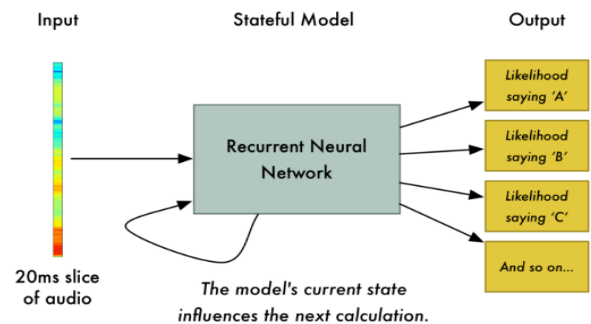 Input
Stateful Model
Output
20ms slice
of audio
Recurrent Neural
Network
The model's current state
influences the next calculation.
Likelihood
saying 'A'
Likelihood
saying 'B'
Likelihood
saying 'C'
And so on...